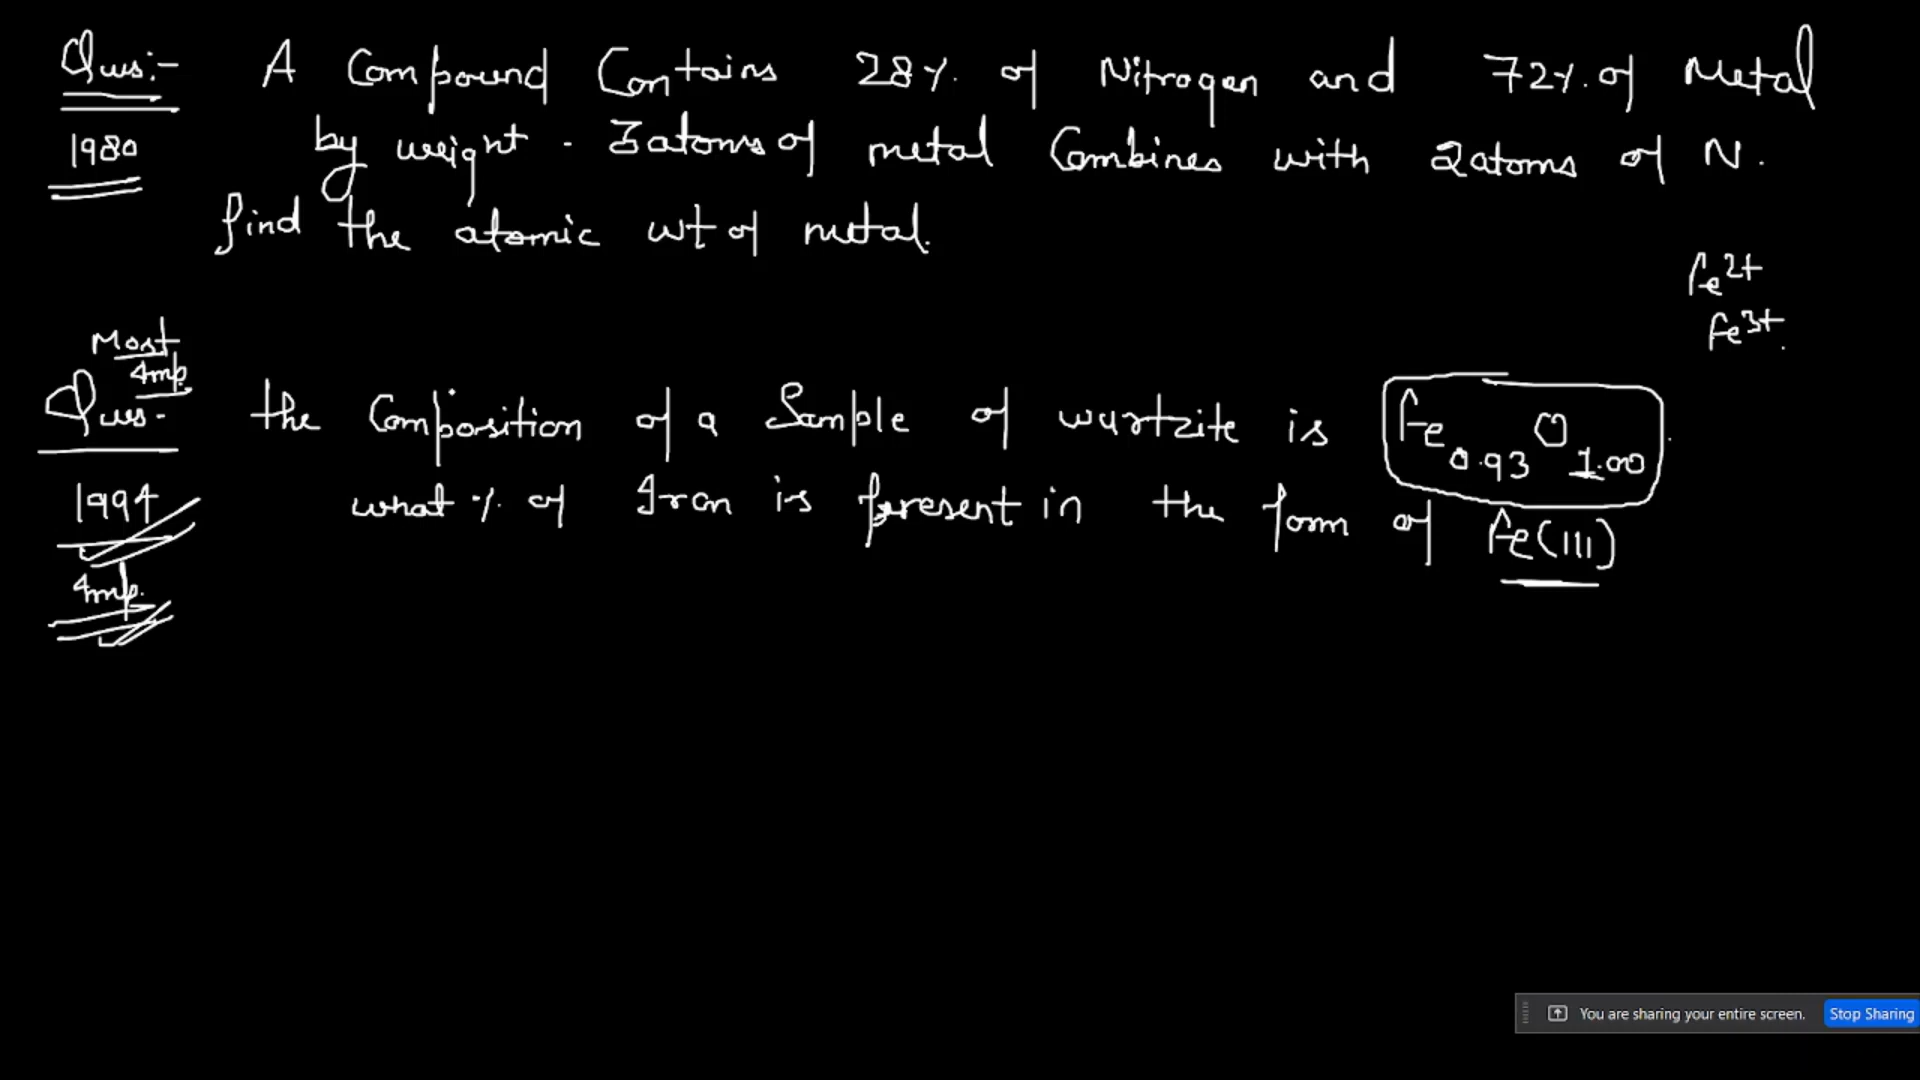 Ques:- A Compound Contains 28%. of Nitrogen and 72%. of Metal
1980 by weight. 3 atoms of metal Combines with 2 atoms of N.
find the atomic wt of metal.
Fe2+
Fe3+
Most
Imp.
Ques- the Composition of a Sample of wurtzite is Fe0.93 O1.00
1994 what %. of Iron is present in the form of Fe(III)
Imp.
You are sharing your entire screen. Stop Sharing